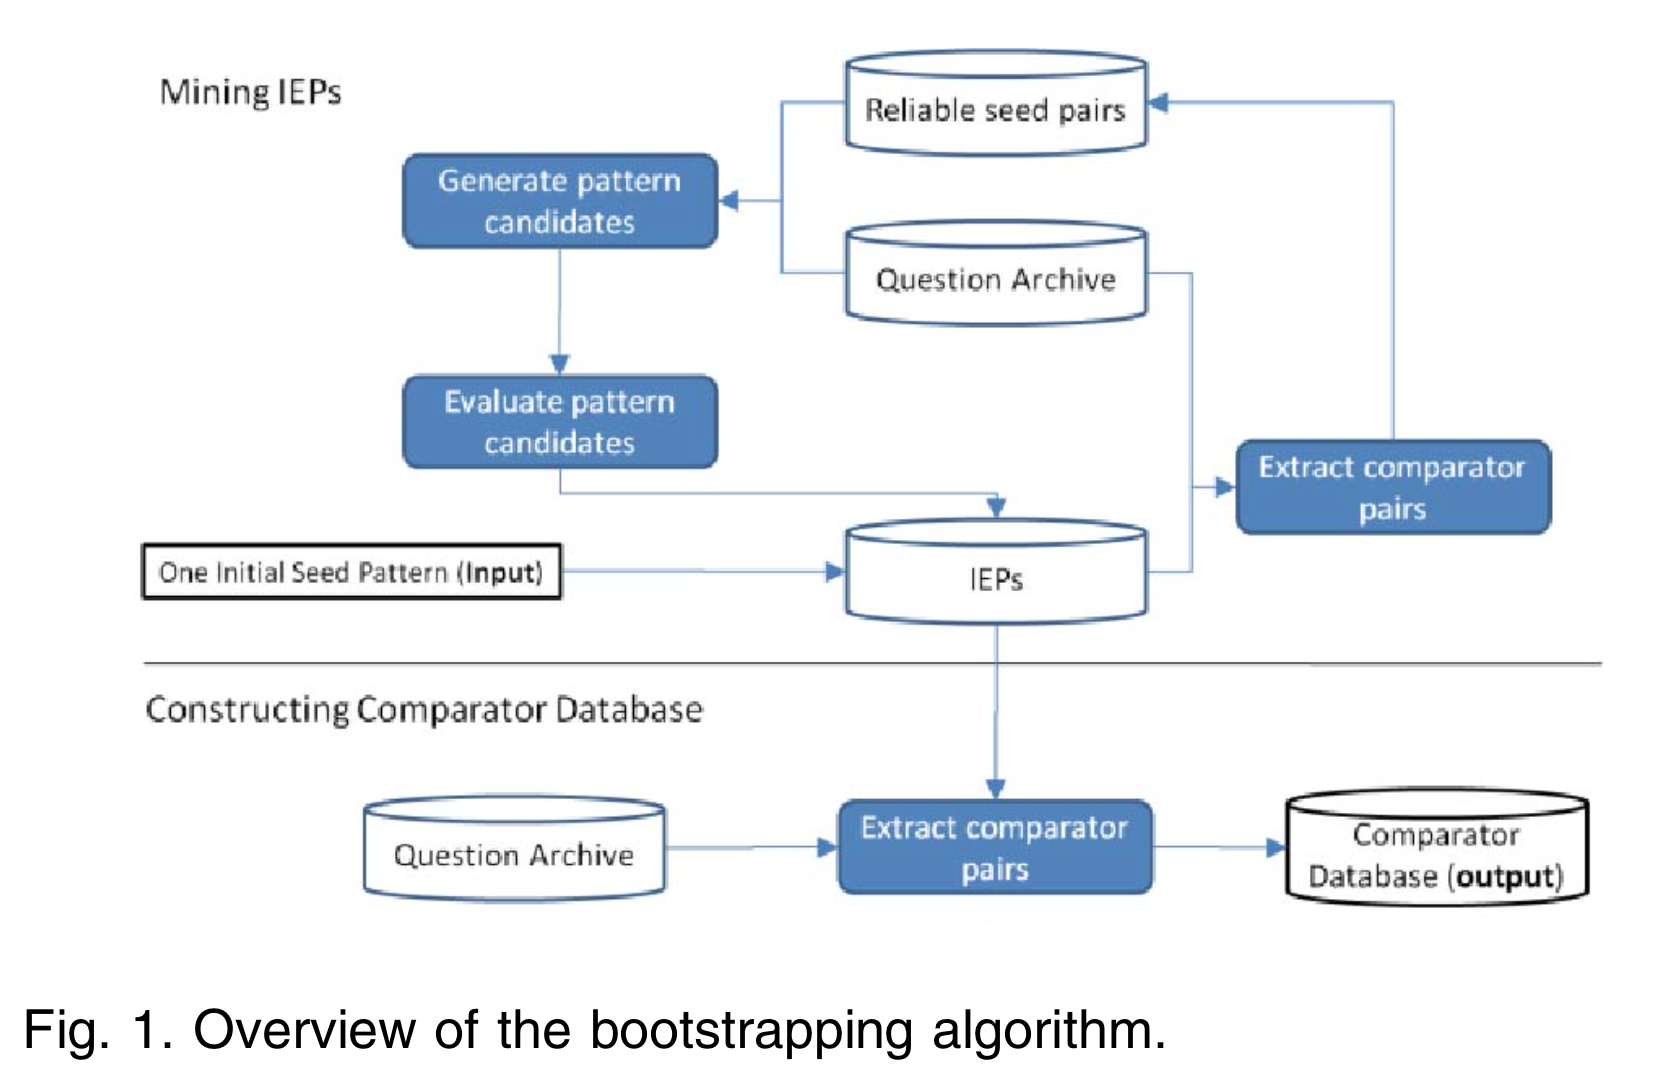 Mining IEPs
Reliable seed pairs
Generate pattern
candidates
Question Archive
Evaluate pattern
candidates
Extract comparator
pairs
One Initial Seed Pattern (Input)
IEPs
Constructing Comparator Database
Question Archive
Extract comparator
pairs
Comparator
Database (output)
Fig. 1. Overview of the bootstrapping algorithm.